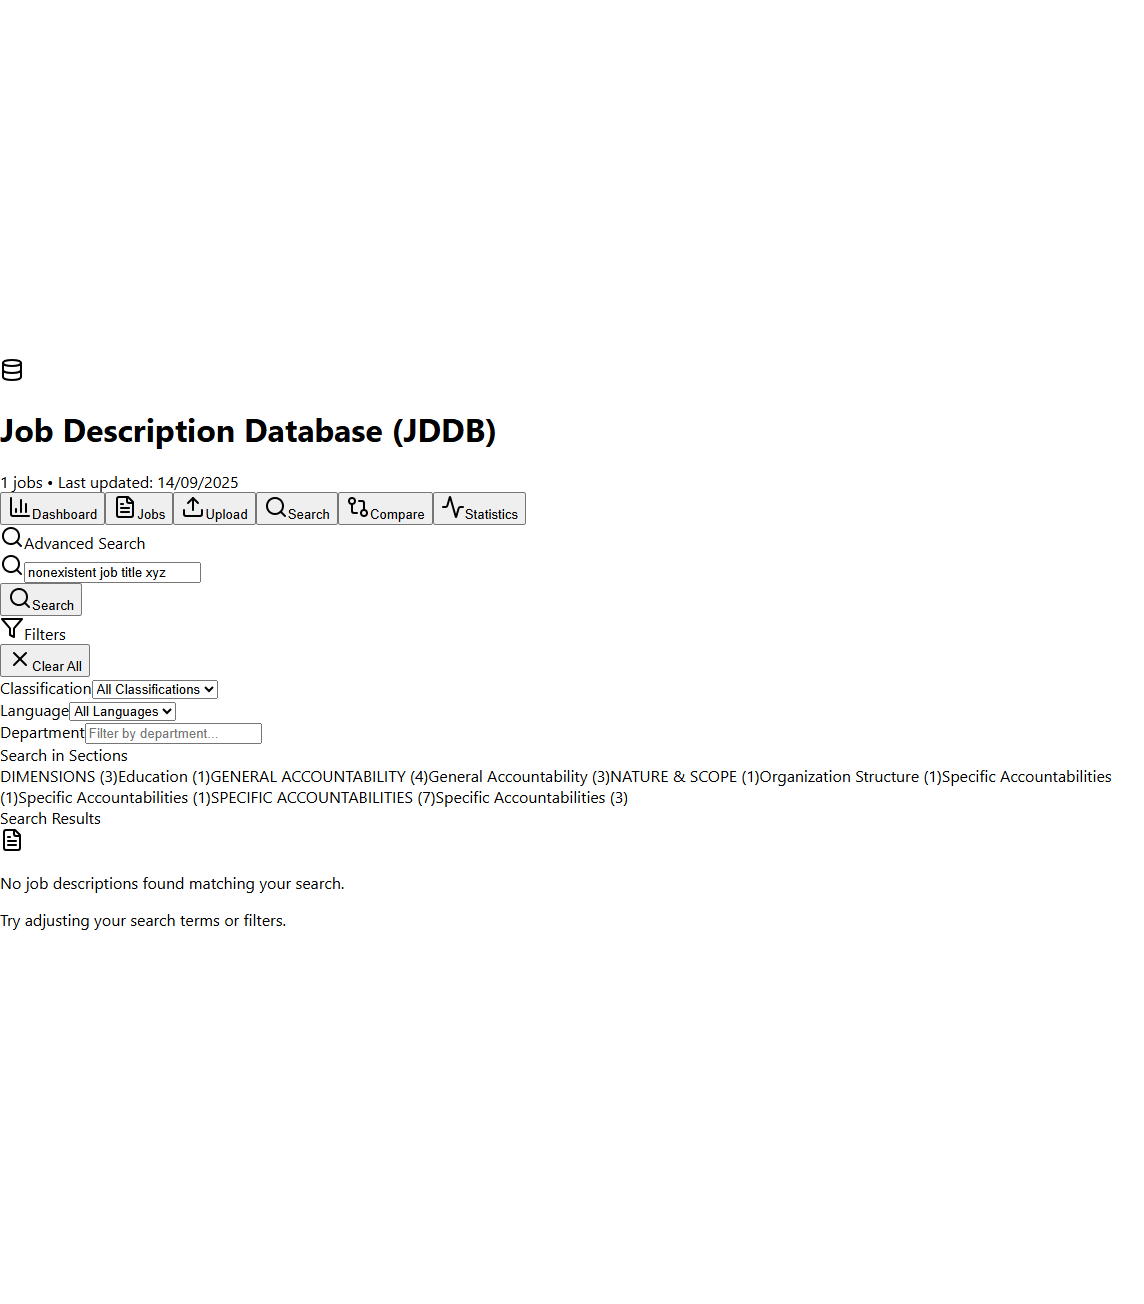 Job Description Database (JDDB)
1 jobs • Last updated: 14/09/2025
Dashboard Jobs Upload Search Compare Statistics
Advanced Search
nonexistent job title xyz
Search
Filters
Clear All
Classification All Classifications
Language All Languages
Department Filter by department...
Search in Sections
DIMENSIONS (3)Education (1)GENERAL ACCOUNTABILITY (4)General Accountability (3)NATURE & SCOPE (1)Organization Structure (1)Specific Accountabilities
(1)Specific Accountabilities (1)SPECIFIC ACCOUNTABILITIES (7)Specific Accountabilities (3)
Search Results
No job descriptions found matching your search.
Try adjusting your search terms or filters.